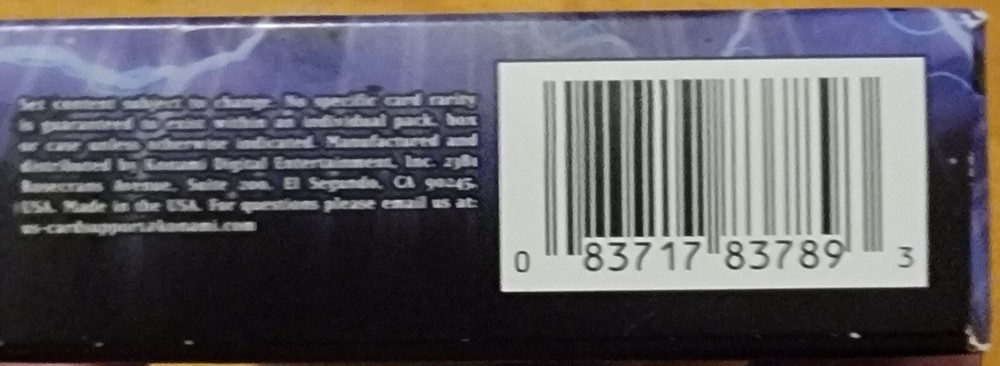 Set content subject to change. No specific card rarity
is guaranteed to exist within an individual pack, box
or case unless otherwise indicated. Manufactured and
distributed by Konami Digital Entertainment, Inc. 2381
Rosecrans Avenue, Suite 200, El Segundo, CA 90245,
USA. Made in the USA. For questions please email us at:
us-cardsupport@konami.com
0 83717 83789 3